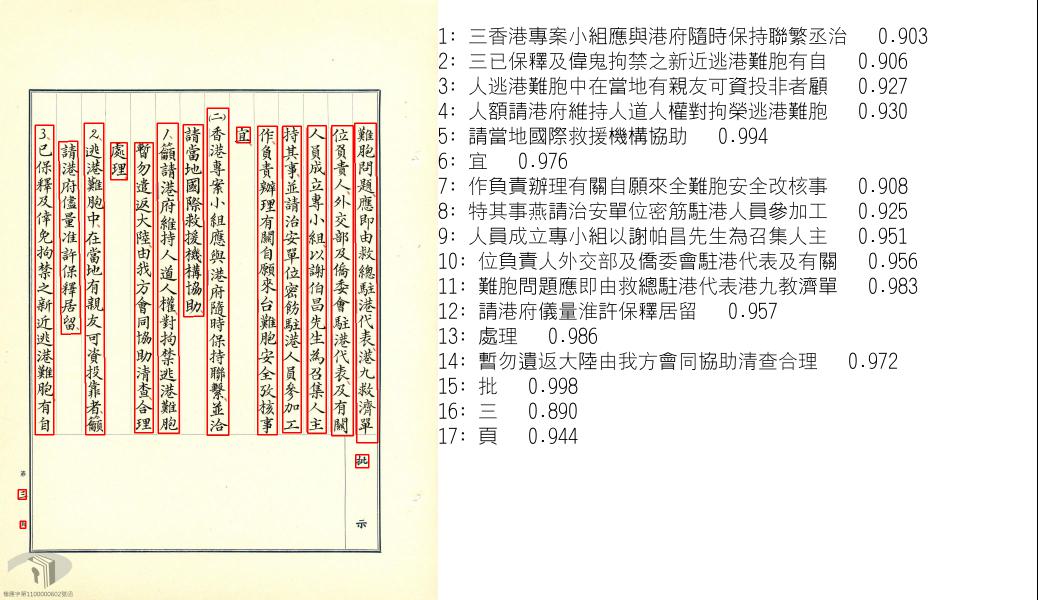 難胞問題應即由救總駐港代表港九救濟單
位負責人、外交部及僑委會駐港代表及有關
人員成立專小組、以謝伯昌先生為召集人主
持其事、並請治安單位密飭駐港人員參加工
作、負責辦理有關自願來台難胞安全攷核事
宜
(二)香港專案小組應與港府隨時保持聯繫、並洽
請當地國際救援機構協助、
1、籲請港府維持人道人權對拘禁逃港難胞
暫勿遣返大陸由我方會同協助清查合理
處理
2、逃港難胞中、在當地有親友可資投靠者、籲
請港府儘量准許保釋居留、
3、已保釋及倖免拘禁之新近逃港難胞有自
批 示
第 三 頁
檔應字第1100000602號函
1: 三香港專案小組應與港府隨時保持聯繁丞治 0.903
2: 三已保釋及偉鬼拘禁之新近逃港難胞有自 0.906
3: 人逃港難胞中在當地有親友可資投非者顧 0.927
4: 人額請港府維持人道人權對拘榮逃港難胞 0.930
5: 請當地國際救援機構協助 0.994
6: 宜 0.976
7: 作負責辦理有關自願來全難胞安全改核事 0.908
8: 特其事燕請治安單位密筋駐港人員參加工 0.925
9: 人員成立專小組以謝帕昌先生為召集人主 0.951
10: 位負責人外交部及僑委會駐港代表及有關 0.956
11: 難胞問題應即由救總駐港代表港九教濟單 0.983
12: 請港府儀量淮許保釋居留 0.957
13: 處理 0.986
14: 暫勿遺返大陸由我方會同協助清查合理 0.972
15: 批 0.998
16: 三 0.890
17: 頁 0.944